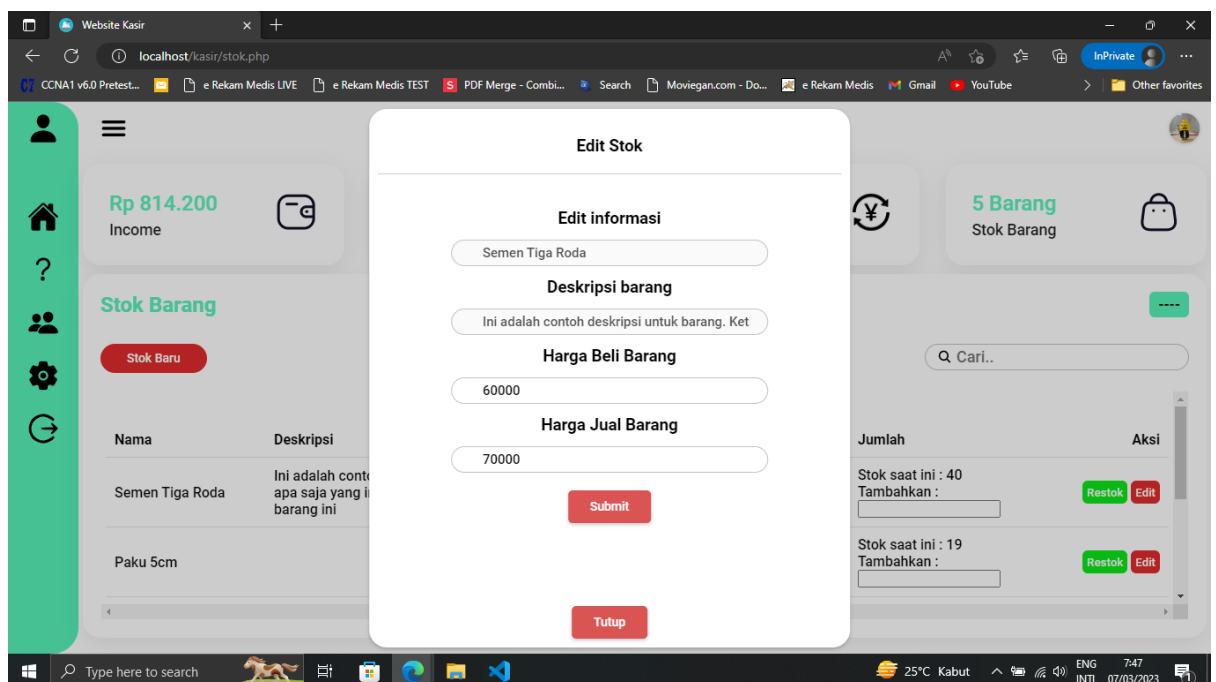 Website Kasir
localhost/kasir/stok.php
InPrivate
CCNA1 v6.0 Pretest... e Rekam Medis LIVE e Rekam Medis TEST PDF Merge - Combi... Search Moviegan.com - Do... e Rekam Medis Gmail YouTube Other favorites
Edit Stok
Rp 814.200
Income
5 Barang
Stok Barang
Edit informasi
Semen Tiga Roda
Deskripsi barang
Ini adalah contoh deskripsi untuk barang. Ket
Harga Beli Barang
60000
Harga Jual Barang
70000
Submit
Tutup
Stok Barang
----
Stok Baru
Cari..
Nama Deskripsi Jumlah Aksi
Semen Tiga Roda
Ini adalah conto
apa saja yang i
barang ini
Stok saat ini : 40
Tambahkan :
Restok Edit
Paku 5cm
Stok saat ini : 19
Tambahkan :
Restok Edit
Type here to search
25°C Kabut
ENG
INTL
7:47
07/03/2023